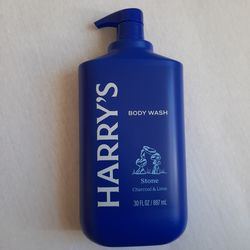 HARRY'S
BODY WASH
Stone
Charcoal & Lime
30 FL OZ / 887 mL